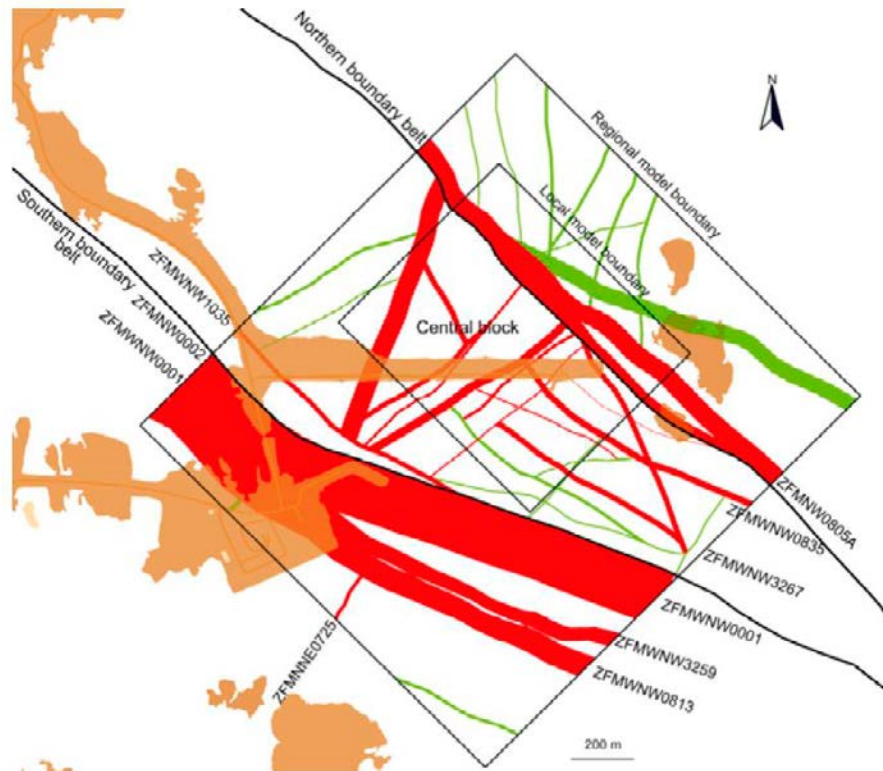 Northern boundary belt
N
Regional model boundary
Local model boundary
Southern boundary
belt
ZFMWNW1035
ZFMWNW0002
ZFMWNW0001
Central block
ZFMNW0805A
ZFMWNW0835
ZFMWNW3267
ZFMWNW0001
ZFMWNW3259
ZFMWNW0813
ZFMNNE0725
200 m